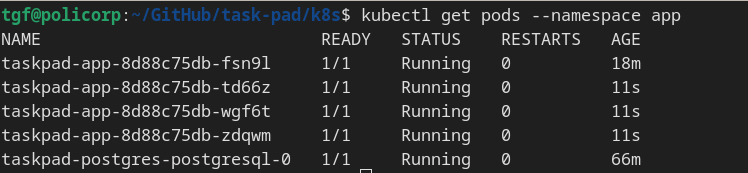 tgf@policorp:~/GitHub/task-pad/k8s$ kubectl get pods --namespace app
NAME READY STATUS RESTARTS AGE
taskpad-app-8d88c75db-fsn9l 1/1 Running 0 18m
taskpad-app-8d88c75db-td66z 1/1 Running 0 11s
taskpad-app-8d88c75db-wgf6t 1/1 Running 0 11s
taskpad-app-8d88c75db-zdqwm 1/1 Running 0 11s
taskpad-postgres-postgresql-0 1/1 Running 0 66m